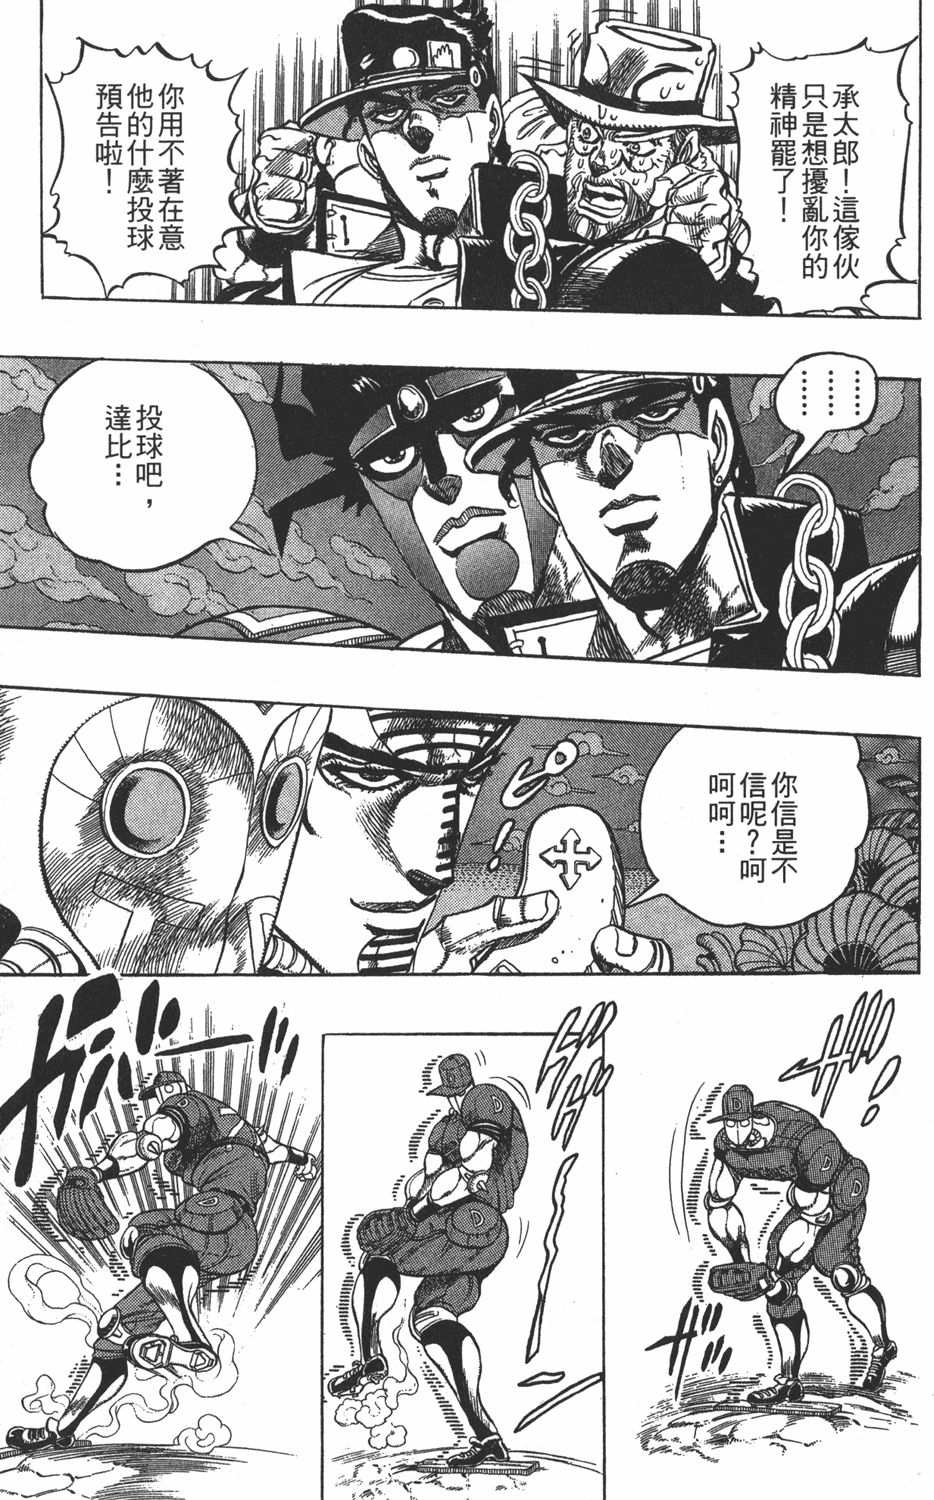 承太郎！這傢伙
只是想擾亂你的
精神罷了！
你用不著在意
他的什麼投球
預告啦！
⋯⋯⋯⋯
投球吧，
達比⋯
你信是不
信呢？呵
呵呵⋯
D
D
D
D
D
D